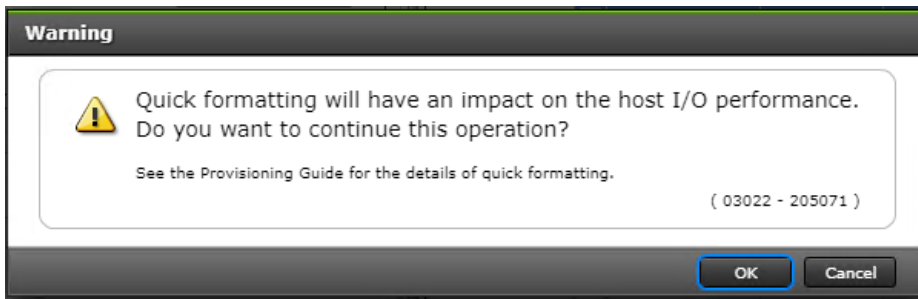 Warning
Quick formatting will have an impact on the host I/O performance.
Do you want to continue this operation?
See the Provisioning Guide for the details of quick formatting.
( 03022 - 205071 )
OK
Cancel